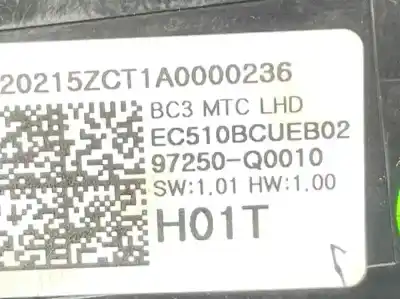 20215ZCT1A0000236
BC3 MTC LHD
EC510BCUEB02
97250-Q0010
SW:1.01 HW:1.00
H01T